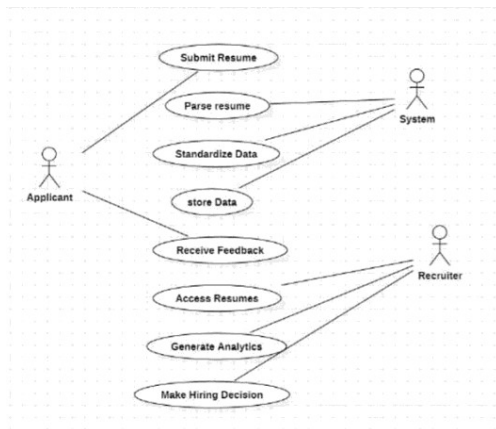 Submit Resume
Parse resume
System
Standardize Data
Applicant
store Data
Receive Feedback
Recruiter
Access Resumes
Generate Analytics
Make Hiring Decision